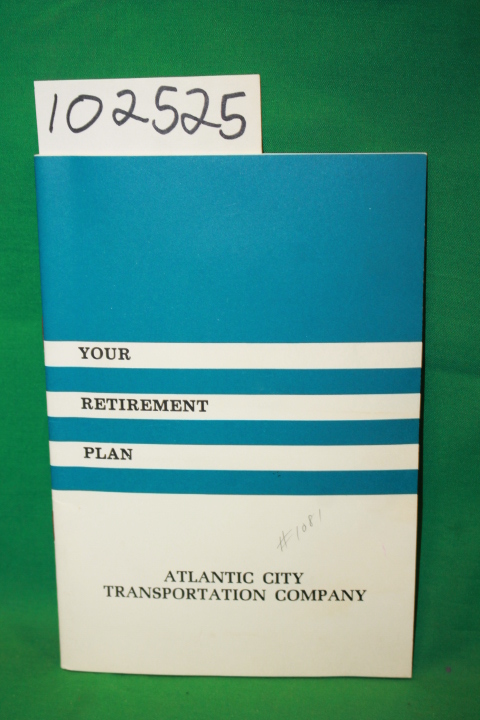 102525
YOUR
RETIREMENT
PLAN
#1081
ATLANTIC CITY
TRANSPORTATION COMPANY